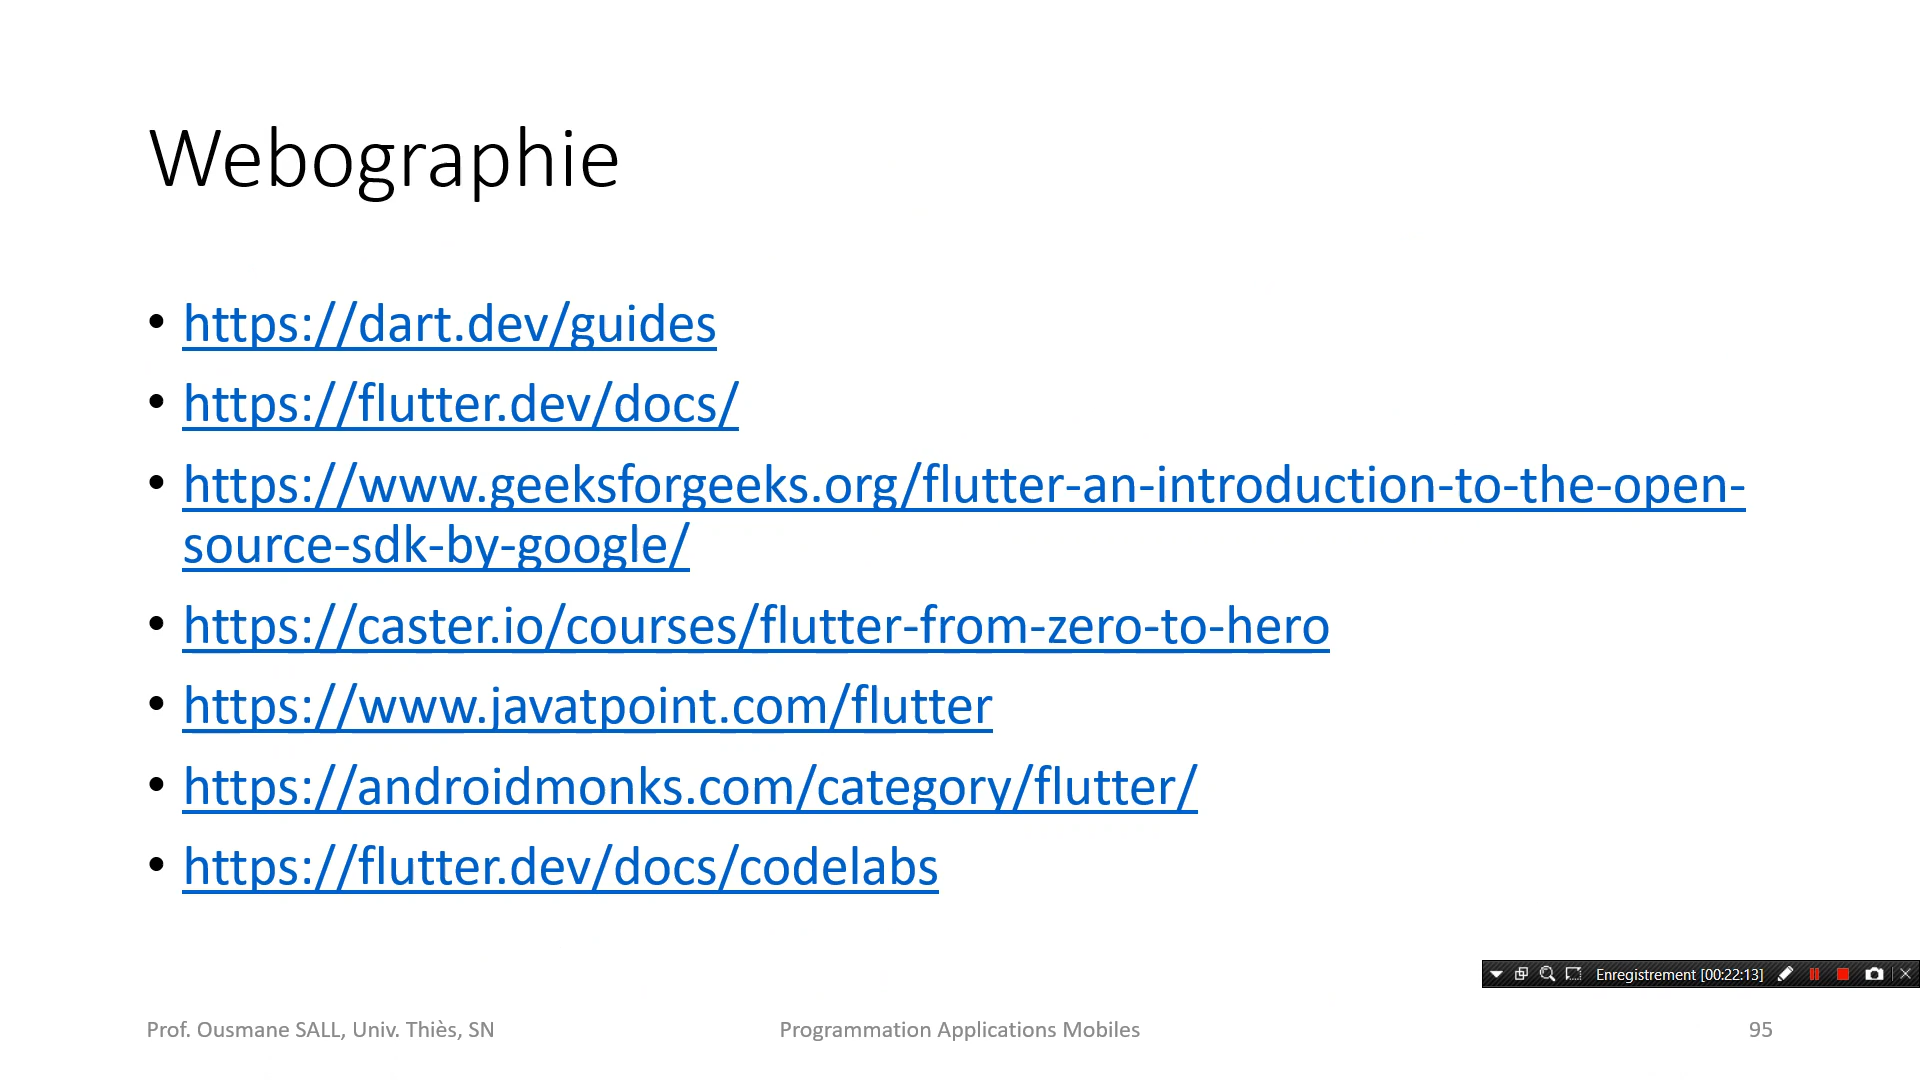 Webographie
• https://dart.dev/guides
• https://flutter.dev/docs/
• https://www.geeksforgeeks.org/flutter-an-introduction-to-the-open-
source-sdk-by-google/
• https://caster.io/courses/flutter-from-zero-to-hero
• https://www.javatpoint.com/flutter
• https://androidmonks.com/category/flutter/
• https://flutter.dev/docs/codelabs
Enregistrement [00:22:13]
Prof. Ousmane SALL, Univ. Thiès, SN
Programmation Applications Mobiles
95